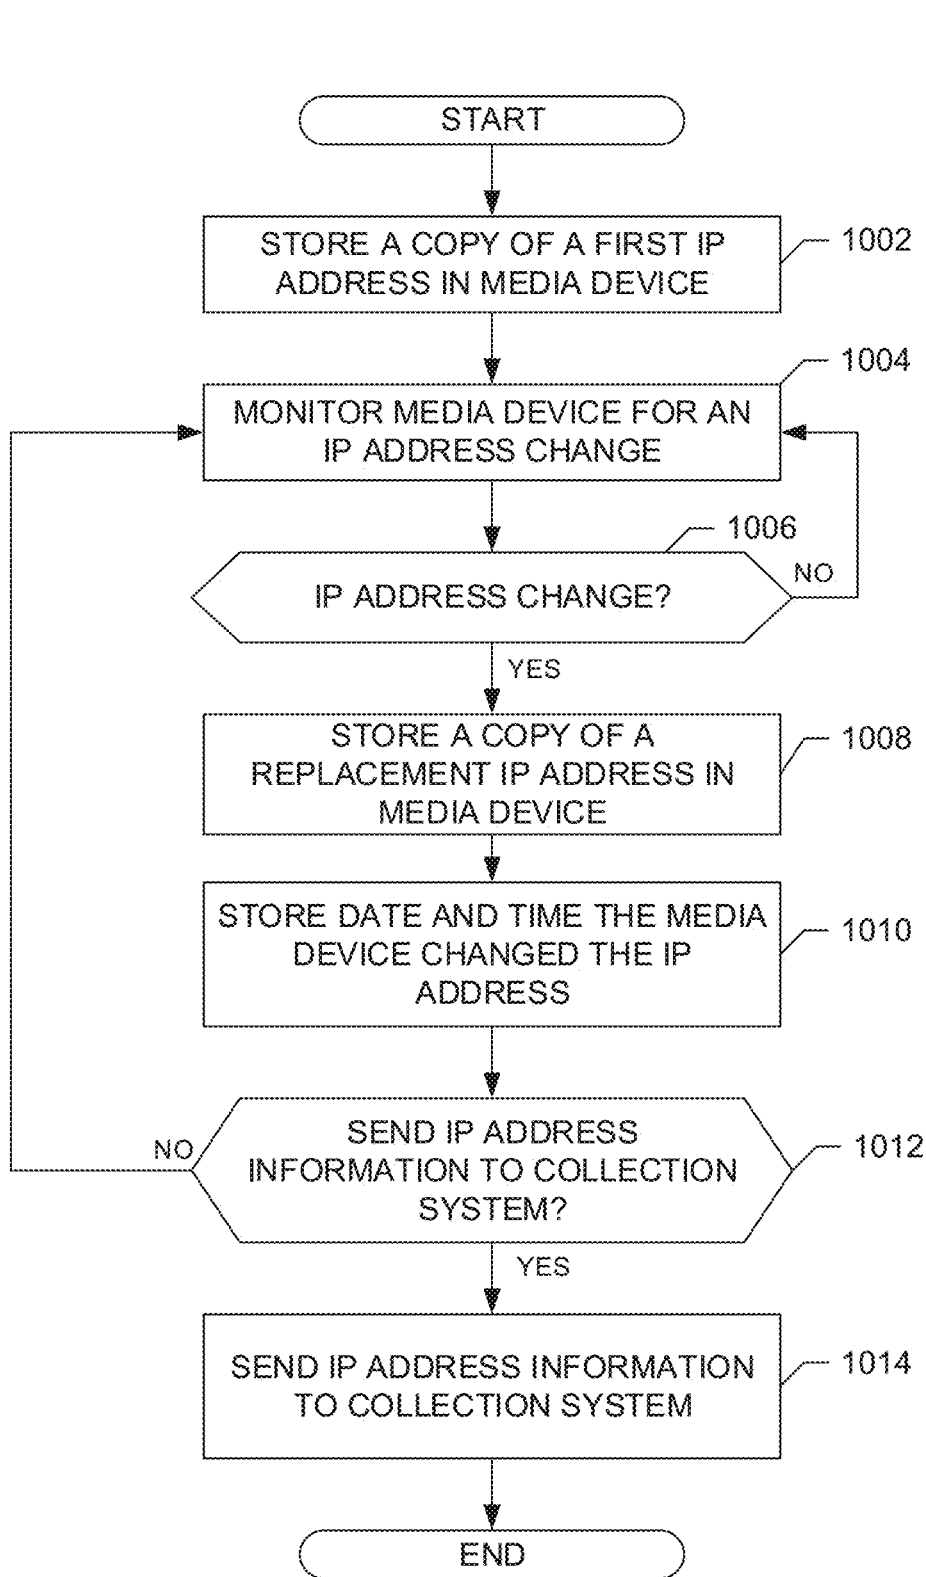 START
STORE A COPY OF A FIRST IP
ADDRESS IN MEDIA DEVICE
1002
1004
MONITOR MEDIA DEVICE FOR AN
IP ADDRESS CHANGE
1006
IP ADDRESS CHANGE?
NO
YES
STORE A COPY OF A
REPLACEMENT IP ADDRESS IN
MEDIA DEVICE
1008
STORE DATE AND TIME THE MEDIA
DEVICE CHANGED THE IP
ADDRESS
1010
NO
SEND IP ADDRESS
INFORMATION TO COLLECTION
SYSTEM?
1012
YES
SEND IP ADDRESS INFORMATION
TO COLLECTION SYSTEM
1014
END